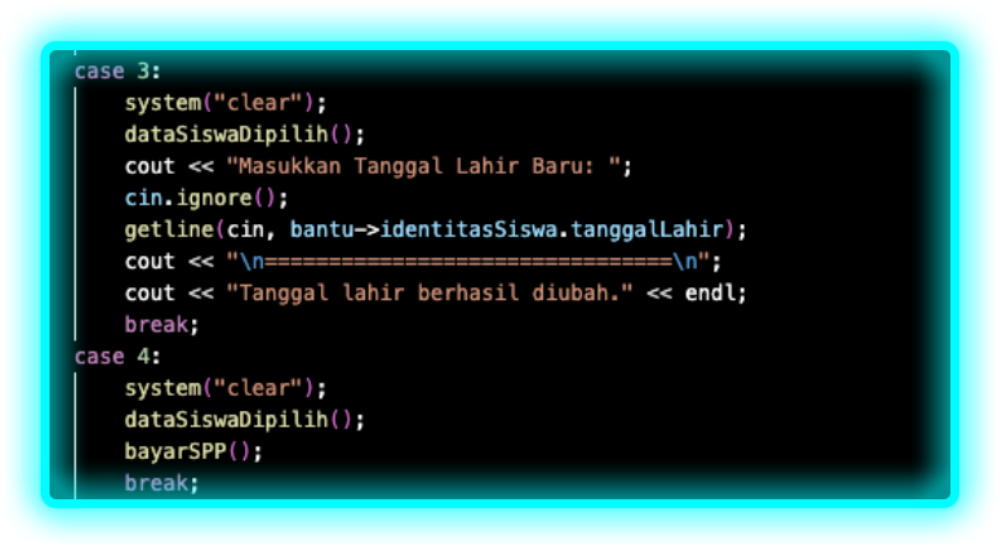 case 3:
system("clear");
dataSiswaDipilih();
cout << "Masukkan Tanggal Lahir Baru: ";
cin.ignore();
getline(cin, bantu->identitasSiswa.tanggalLahir);
cout << "\n================================\n";
cout << "Tanggal lahir berhasil diubah." << endl;
break;
case 4:
system("clear");
dataSiswaDipilih();
bayarSPP();
break;